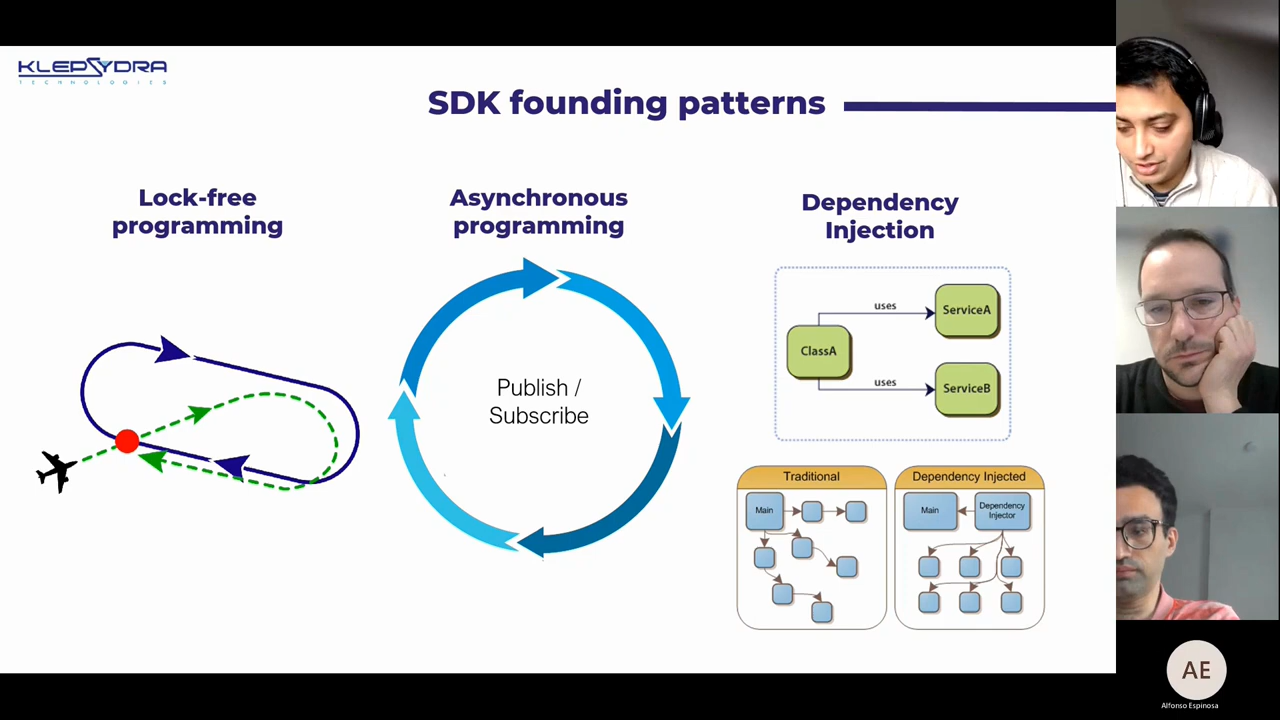 KLEPSYDRA
TECHNOLOGIES
SDK founding patterns
Lock-free
programming
Asynchronous
programming
Publish /
Subscribe
Dependency
Injection
ClassA
uses
ServiceA
uses
ServiceB
Traditional
Main
Dependency Injected
Main
Dependency
Injector
AE
Alfonso Espinosa